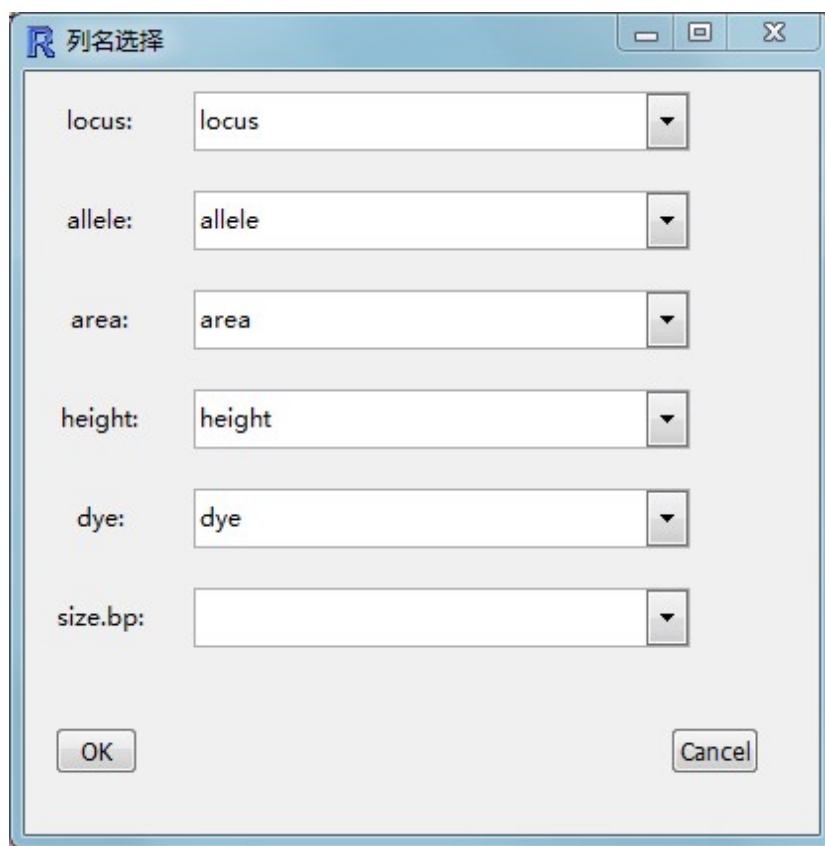 列名选择
locus: locus
allele: allele
area: area
height: height
dye: dye
size.bp:
OK Cancel